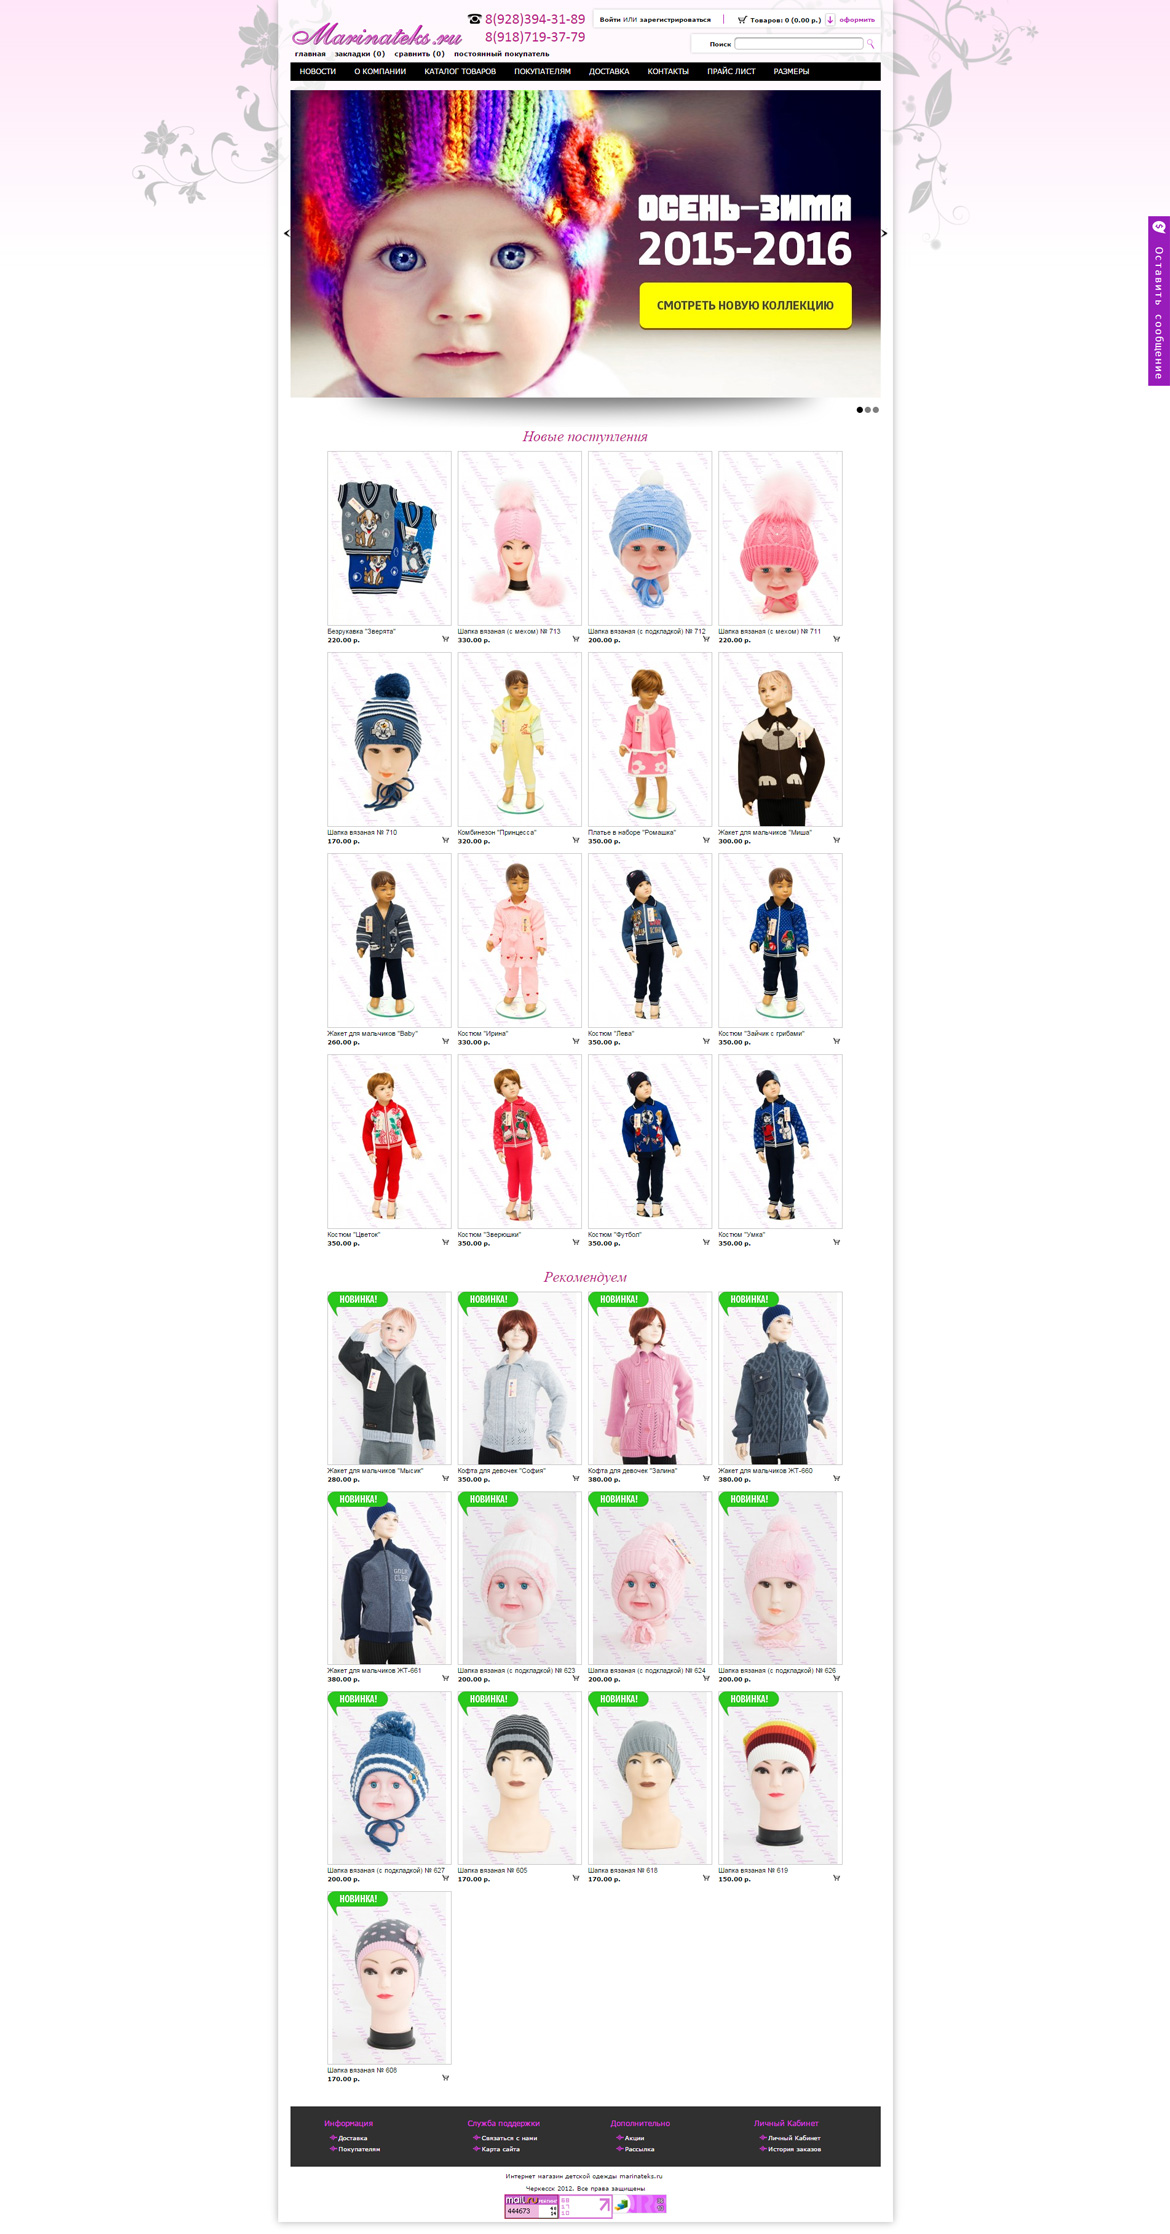 8(928)394-31-89
Войти ИЛИ зарегистрироваться
Товаров: 0 (0.00 р.)
оформить
Marinateks.ru
8(918)719-37-79
Поиск
главная закладки (0) сравнить (0) постоянный покупатель
НОВОСТИ О КОМПАНИИ КАТАЛОГ ТОВАРОВ ПОКУПАТЕЛЯМ ДОСТАВКА КОНТАКТЫ ПРАЙС ЛИСТ РАЗМЕРЫ
ОСЕНЬ-ЗИМА
2015-2016
СМОТРЕТЬ НОВУЮ КОЛЛЕКЦИЮ
Оставить сообщение
Новые поступления
Безрукавка "Зверята"
220.00 р.
Шапка вязаная (с мехом) № 713
330.00 р.
Шапка вязаная (с подкладкой) № 712
200.00 р.
Шапка вязаная (с мехом) № 711
220.00 р.
Шапка вязаная № 710
170.00 р.
Комбинезон "Принцесса"
320.00 р.
Платье в наборе "Ромашка"
350.00 р.
Жакет для мальчиков "Миша"
300.00 р.
Жакет для мальчиков "Baby"
260.00 р.
Костюм "Ирина"
330.00 р.
Костюм "Лева"
350.00 р.
Костюм "Зайчик с грибами"
350.00 р.
Костюм "Цветок"
350.00 р.
Костюм "Зверюшки"
350.00 р.
Костюм "Футбол"
350.00 р.
Костюм "Умка"
350.00 р.
Рекомендуем
НОВИНКА!
НОВИНКА!
НОВИНКА!
НОВИНКА!
Жакет для мальчиков "Мысик"
280.00 р.
Кофта для девочек "София"
350.00 р.
Кофта для девочек "Залина"
380.00 р.
Жакет для мальчиков ЖТ-660
380.00 р.
НОВИНКА!
НОВИНКА!
НОВИНКА!
НОВИНКА!
GOLF
CLUB
Жакет для мальчиков ЖТ-661
380.00 р.
Шапка вязаная (с подкладкой) № 623
200.00 р.
Шапка вязаная (с подкладкой) № 624
200.00 р.
Шапка вязаная (с подкладкой) № 626
200.00 р.
НОВИНКА!
НОВИНКА!
НОВИНКА!
НОВИНКА!
Шапка вязаная (с подкладкой) № 627
200.00 р.
Шапка вязаная № 605
170.00 р.
Шапка вязаная № 618
170.00 р.
Шапка вязаная № 619
150.00 р.
НОВИНКА!
Шапка вязаная № 608
170.00 р.
Информация
Доставка
Покупателям
Служба поддержки
Связаться с нами
Карта сайта
Дополнительно
Акции
Рассылка
Личный Кабинет
Личный Кабинет
История заказов
Интернет магазин детской одежды marinateks.ru
Черкесск 2012. Все права защищены
mail.ru РЕЙТИНГ
444673